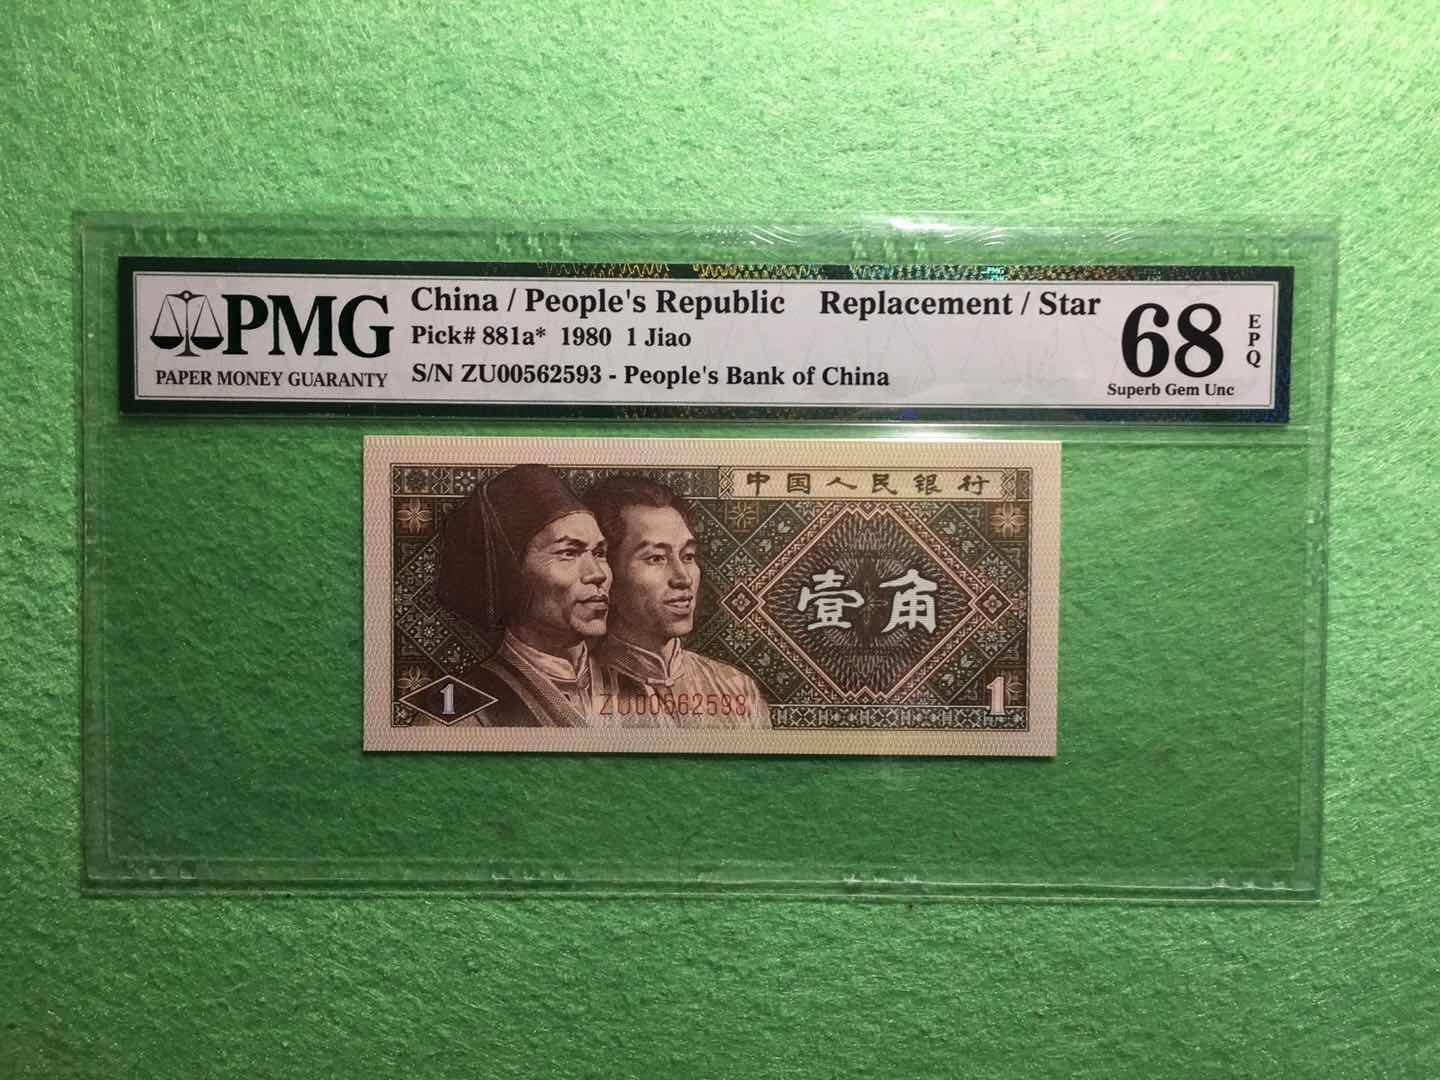 PMG
PAPER MONEY GUARANTY
China / People's Republic Replacement / Star
Pick# 881a* 1980 1 Jiao
S/N ZU00562593 - People's Bank of China
68
EPQ
Superb Gem Unc
中国人民银行
壹角
1
ZU00562593
1